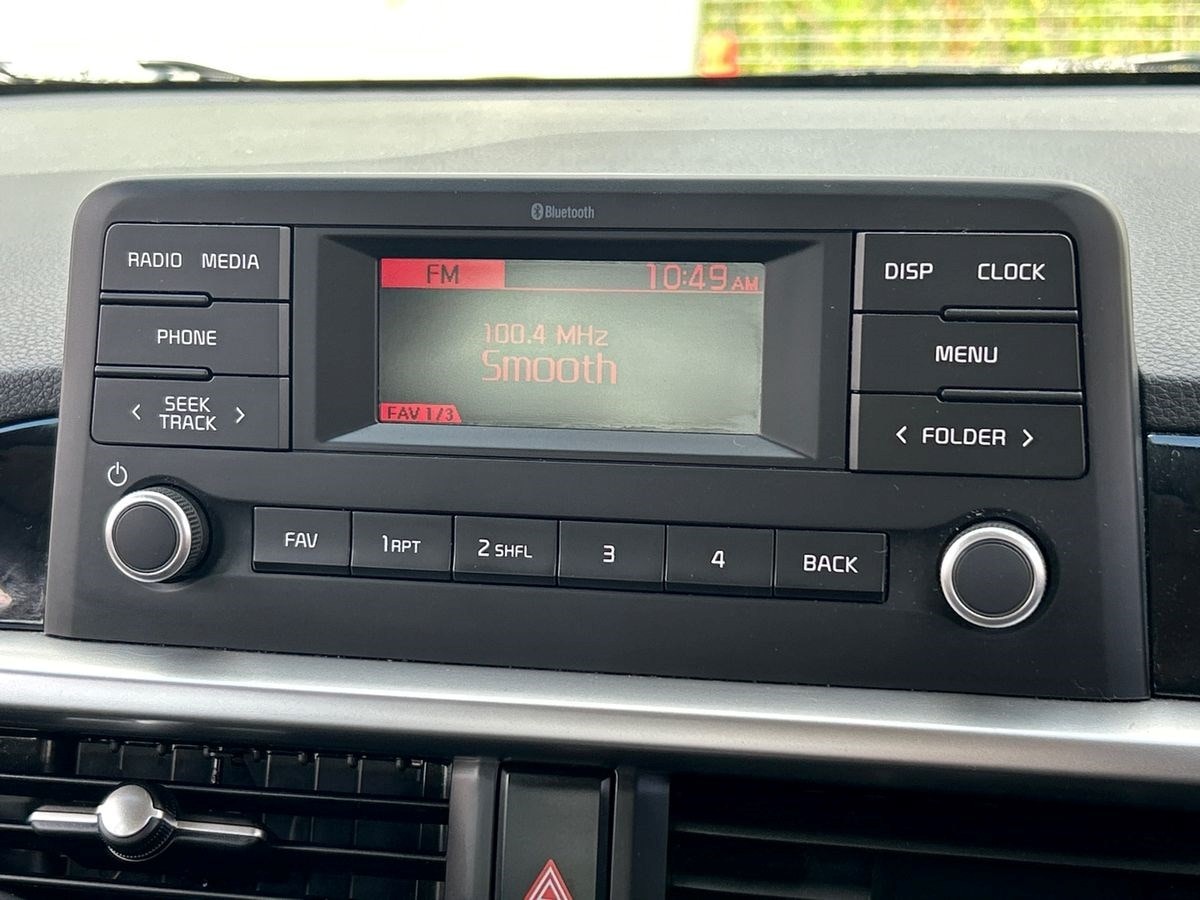 Bluetooth
RADIO MEDIA
PHONE
< SEEK >
TRACK
FM 10:49 AM
100.4 MHz
Smooth
FAV 1/3
DISP CLOCK
MENU
< FOLDER >
FAV 1 RPT 2 SHFL 3 4 BACK